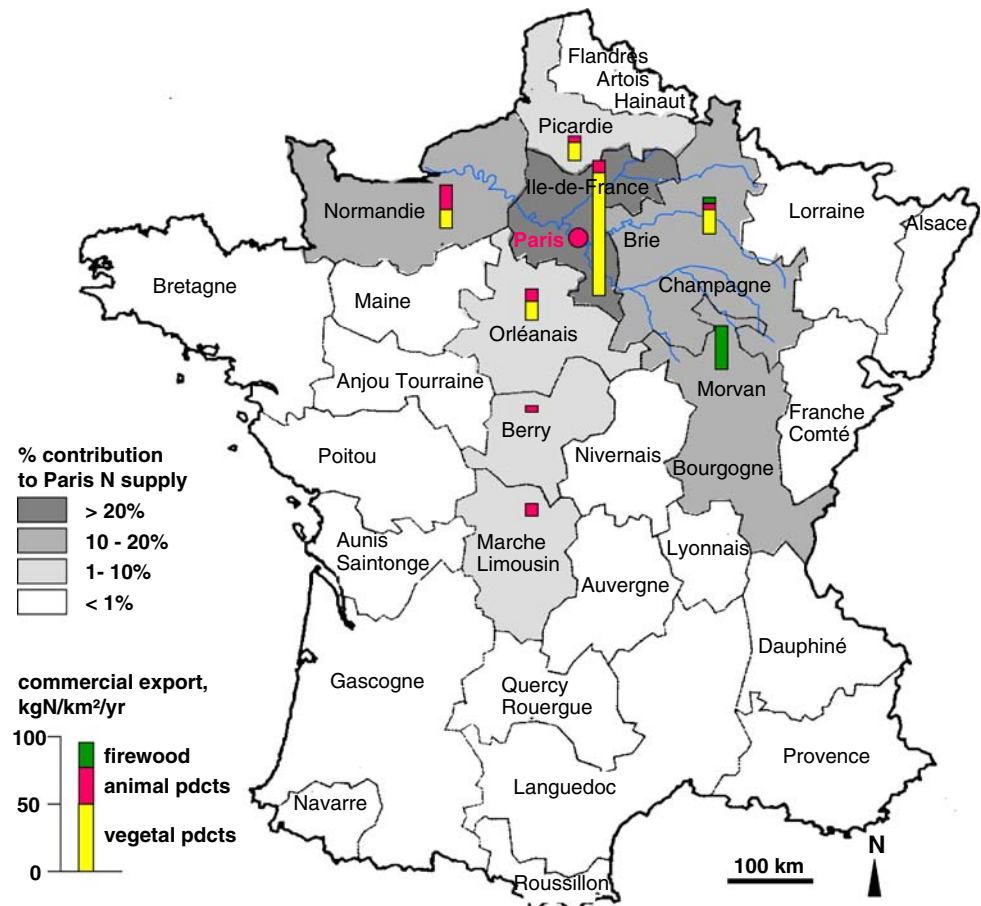 Flandres
Artois
Hainaut
Picardie
Ile-de-France
Normandie
Paris
Brie
Lorraine
Alsace
Bretagne
Maine
Champagne
Orléanais
Anjou Tourraine
Morvan
Berry
Franche
Comté
Poitou
Nivernais
Bourgogne
% contribution
to Paris N supply
> 20%
10 - 20%
1- 10%
< 1%
Aunis
Saintonge
Marche
Limousin
Lyonnais
Auvergne
Dauphiné
Gascogne
Quercy
Rouergue
commercial export,
kgN/km²/yr
100
firewood
animal pdcts
50
vegetal pdcts
0
Provence
Languedoc
Navarre
Roussillon
100 km
N